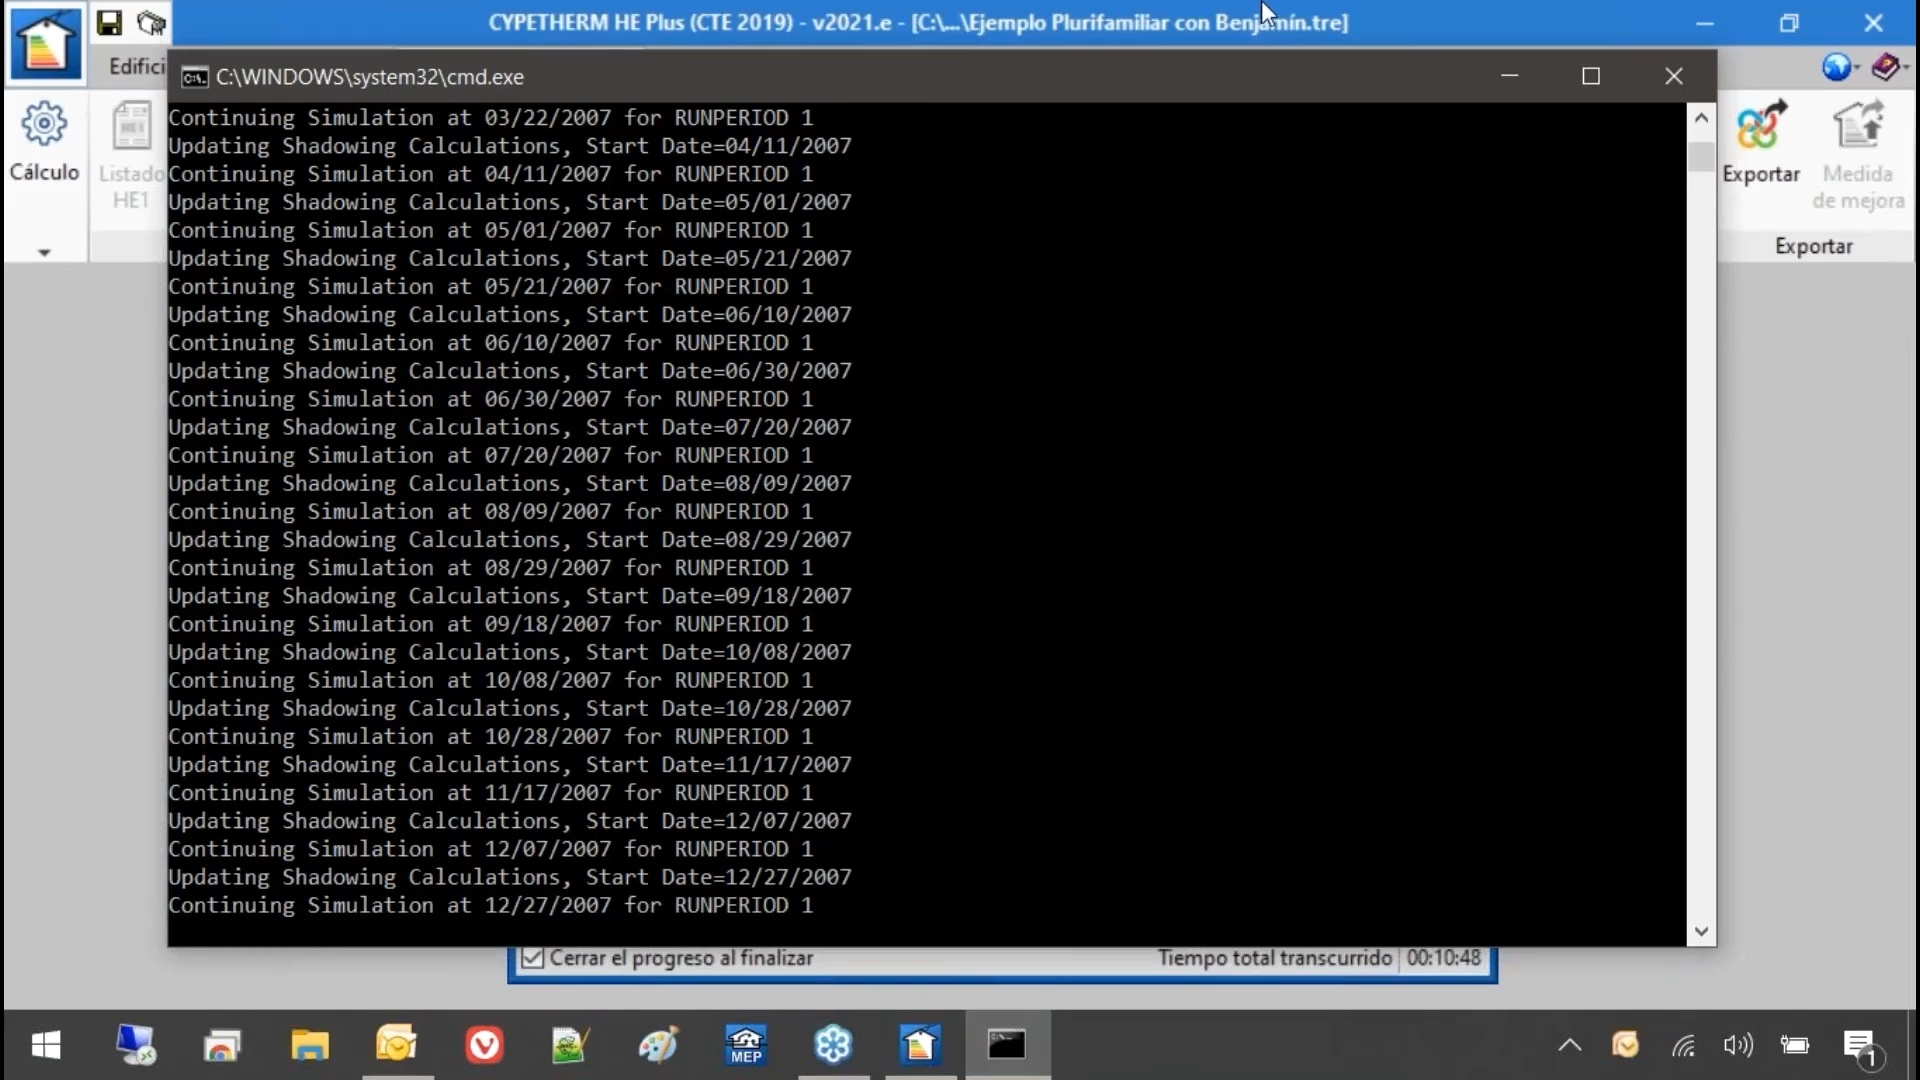 CYPETHERM HE Plus (CTE 2019) - v2021.e - [C:\...\Ejemplo Plurifamiliar con Benjamín.tre]
Edifici
C:\WINDOWS\system32\cmd.exe
Cálculo
Listado
HE1
Exportar
Medida
de mejora
Exportar
Continuing Simulation at 03/22/2007 for RUNPERIOD 1
Updating Shadowing Calculations, Start Date=04/11/2007
Continuing Simulation at 04/11/2007 for RUNPERIOD 1
Updating Shadowing Calculations, Start Date=05/01/2007
Continuing Simulation at 05/01/2007 for RUNPERIOD 1
Updating Shadowing Calculations, Start Date=05/21/2007
Continuing Simulation at 05/21/2007 for RUNPERIOD 1
Updating Shadowing Calculations, Start Date=06/10/2007
Continuing Simulation at 06/10/2007 for RUNPERIOD 1
Updating Shadowing Calculations, Start Date=06/30/2007
Continuing Simulation at 06/30/2007 for RUNPERIOD 1
Updating Shadowing Calculations, Start Date=07/20/2007
Continuing Simulation at 07/20/2007 for RUNPERIOD 1
Updating Shadowing Calculations, Start Date=08/09/2007
Continuing Simulation at 08/09/2007 for RUNPERIOD 1
Updating Shadowing Calculations, Start Date=08/29/2007
Continuing Simulation at 08/29/2007 for RUNPERIOD 1
Updating Shadowing Calculations, Start Date=09/18/2007
Continuing Simulation at 09/18/2007 for RUNPERIOD 1
Updating Shadowing Calculations, Start Date=10/08/2007
Continuing Simulation at 10/08/2007 for RUNPERIOD 1
Updating Shadowing Calculations, Start Date=10/28/2007
Continuing Simulation at 10/28/2007 for RUNPERIOD 1
Updating Shadowing Calculations, Start Date=11/17/2007
Continuing Simulation at 11/17/2007 for RUNPERIOD 1
Updating Shadowing Calculations, Start Date=12/07/2007
Continuing Simulation at 12/07/2007 for RUNPERIOD 1
Updating Shadowing Calculations, Start Date=12/27/2007
Continuing Simulation at 12/27/2007 for RUNPERIOD 1
Cerrar el progreso al finalizar
Tiempo total transcurrido 00:10:48
MEP
1